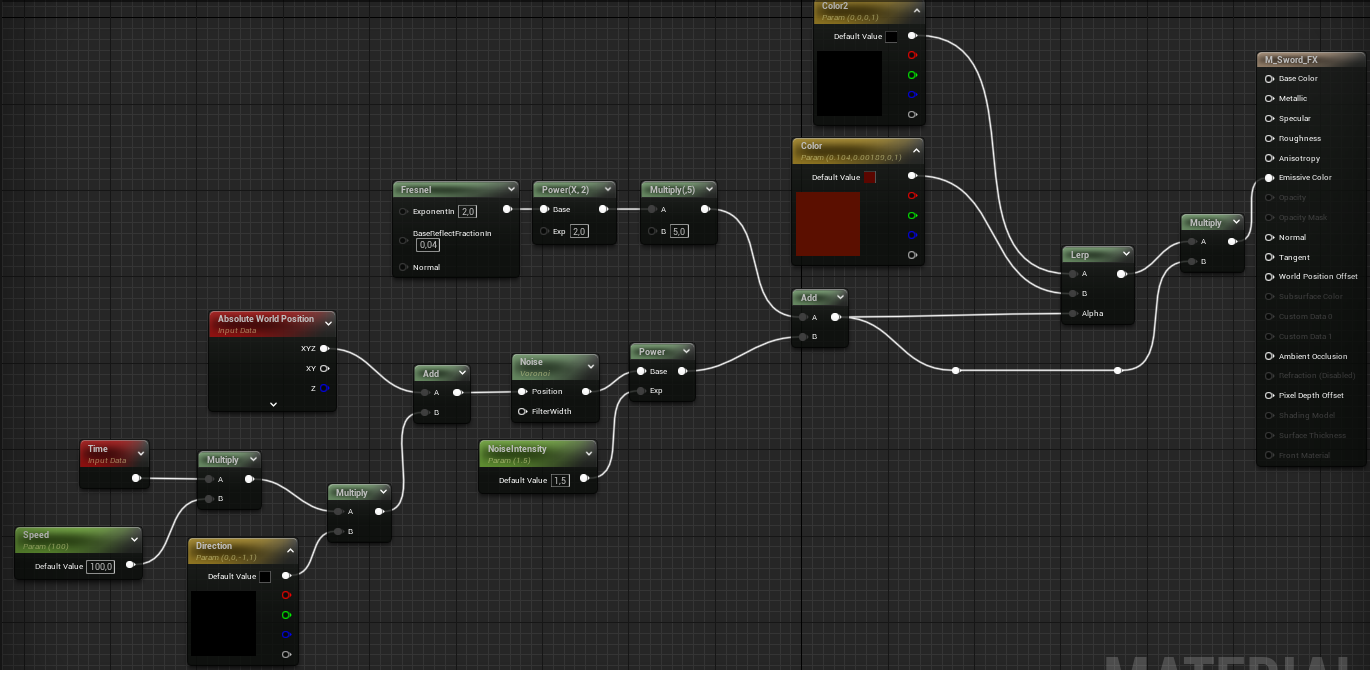 Color2
Param (0,0,0,1)
Default Value
M_Sword_FX
Base Color
Metallic
Specular
Roughness
Anisotropy
Emissive Color
Opacity
Opacity Mask
Normal
Tangent
World Position Offset
Subsurface Color
Custom Data 0
Custom Data 1
Ambient Occlusion
Refraction (Disabled)
Pixel Depth Offset
Shading Model
Surface Thickness
Front Material
Color
Param (0.104,0.00109,0,1)
Default Value
Fresnel
ExponentIn 2,0
BaseReflectFractionIn
0,04
Normal
Power(X, 2)
Base
Exp 2,0
Multiply(,5)
A
B 5,0
Multiply
A
B
Lerp
A
B
Alpha
Add
A
B
Absolute World Position
Input Data
XYZ
XY
Z
Add
A
B
Noise
Voronoi
Position
FilterWidth
Power
Base
Exp
NoiseIntensity
Param (1.5)
Default Value 1,5
Time
Input Data
Multiply
A
B
Multiply
A
B
Speed
Param (100)
Default Value 100,0
Direction
Param (0,0,-1,1)
Default Value
MATERIAL